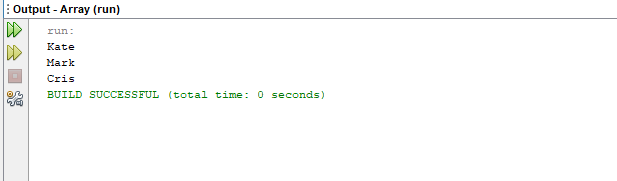 Output - Array (run)
run:
Kate
Mark
Cris
BUILD SUCCESSFUL (total time: 0 seconds)